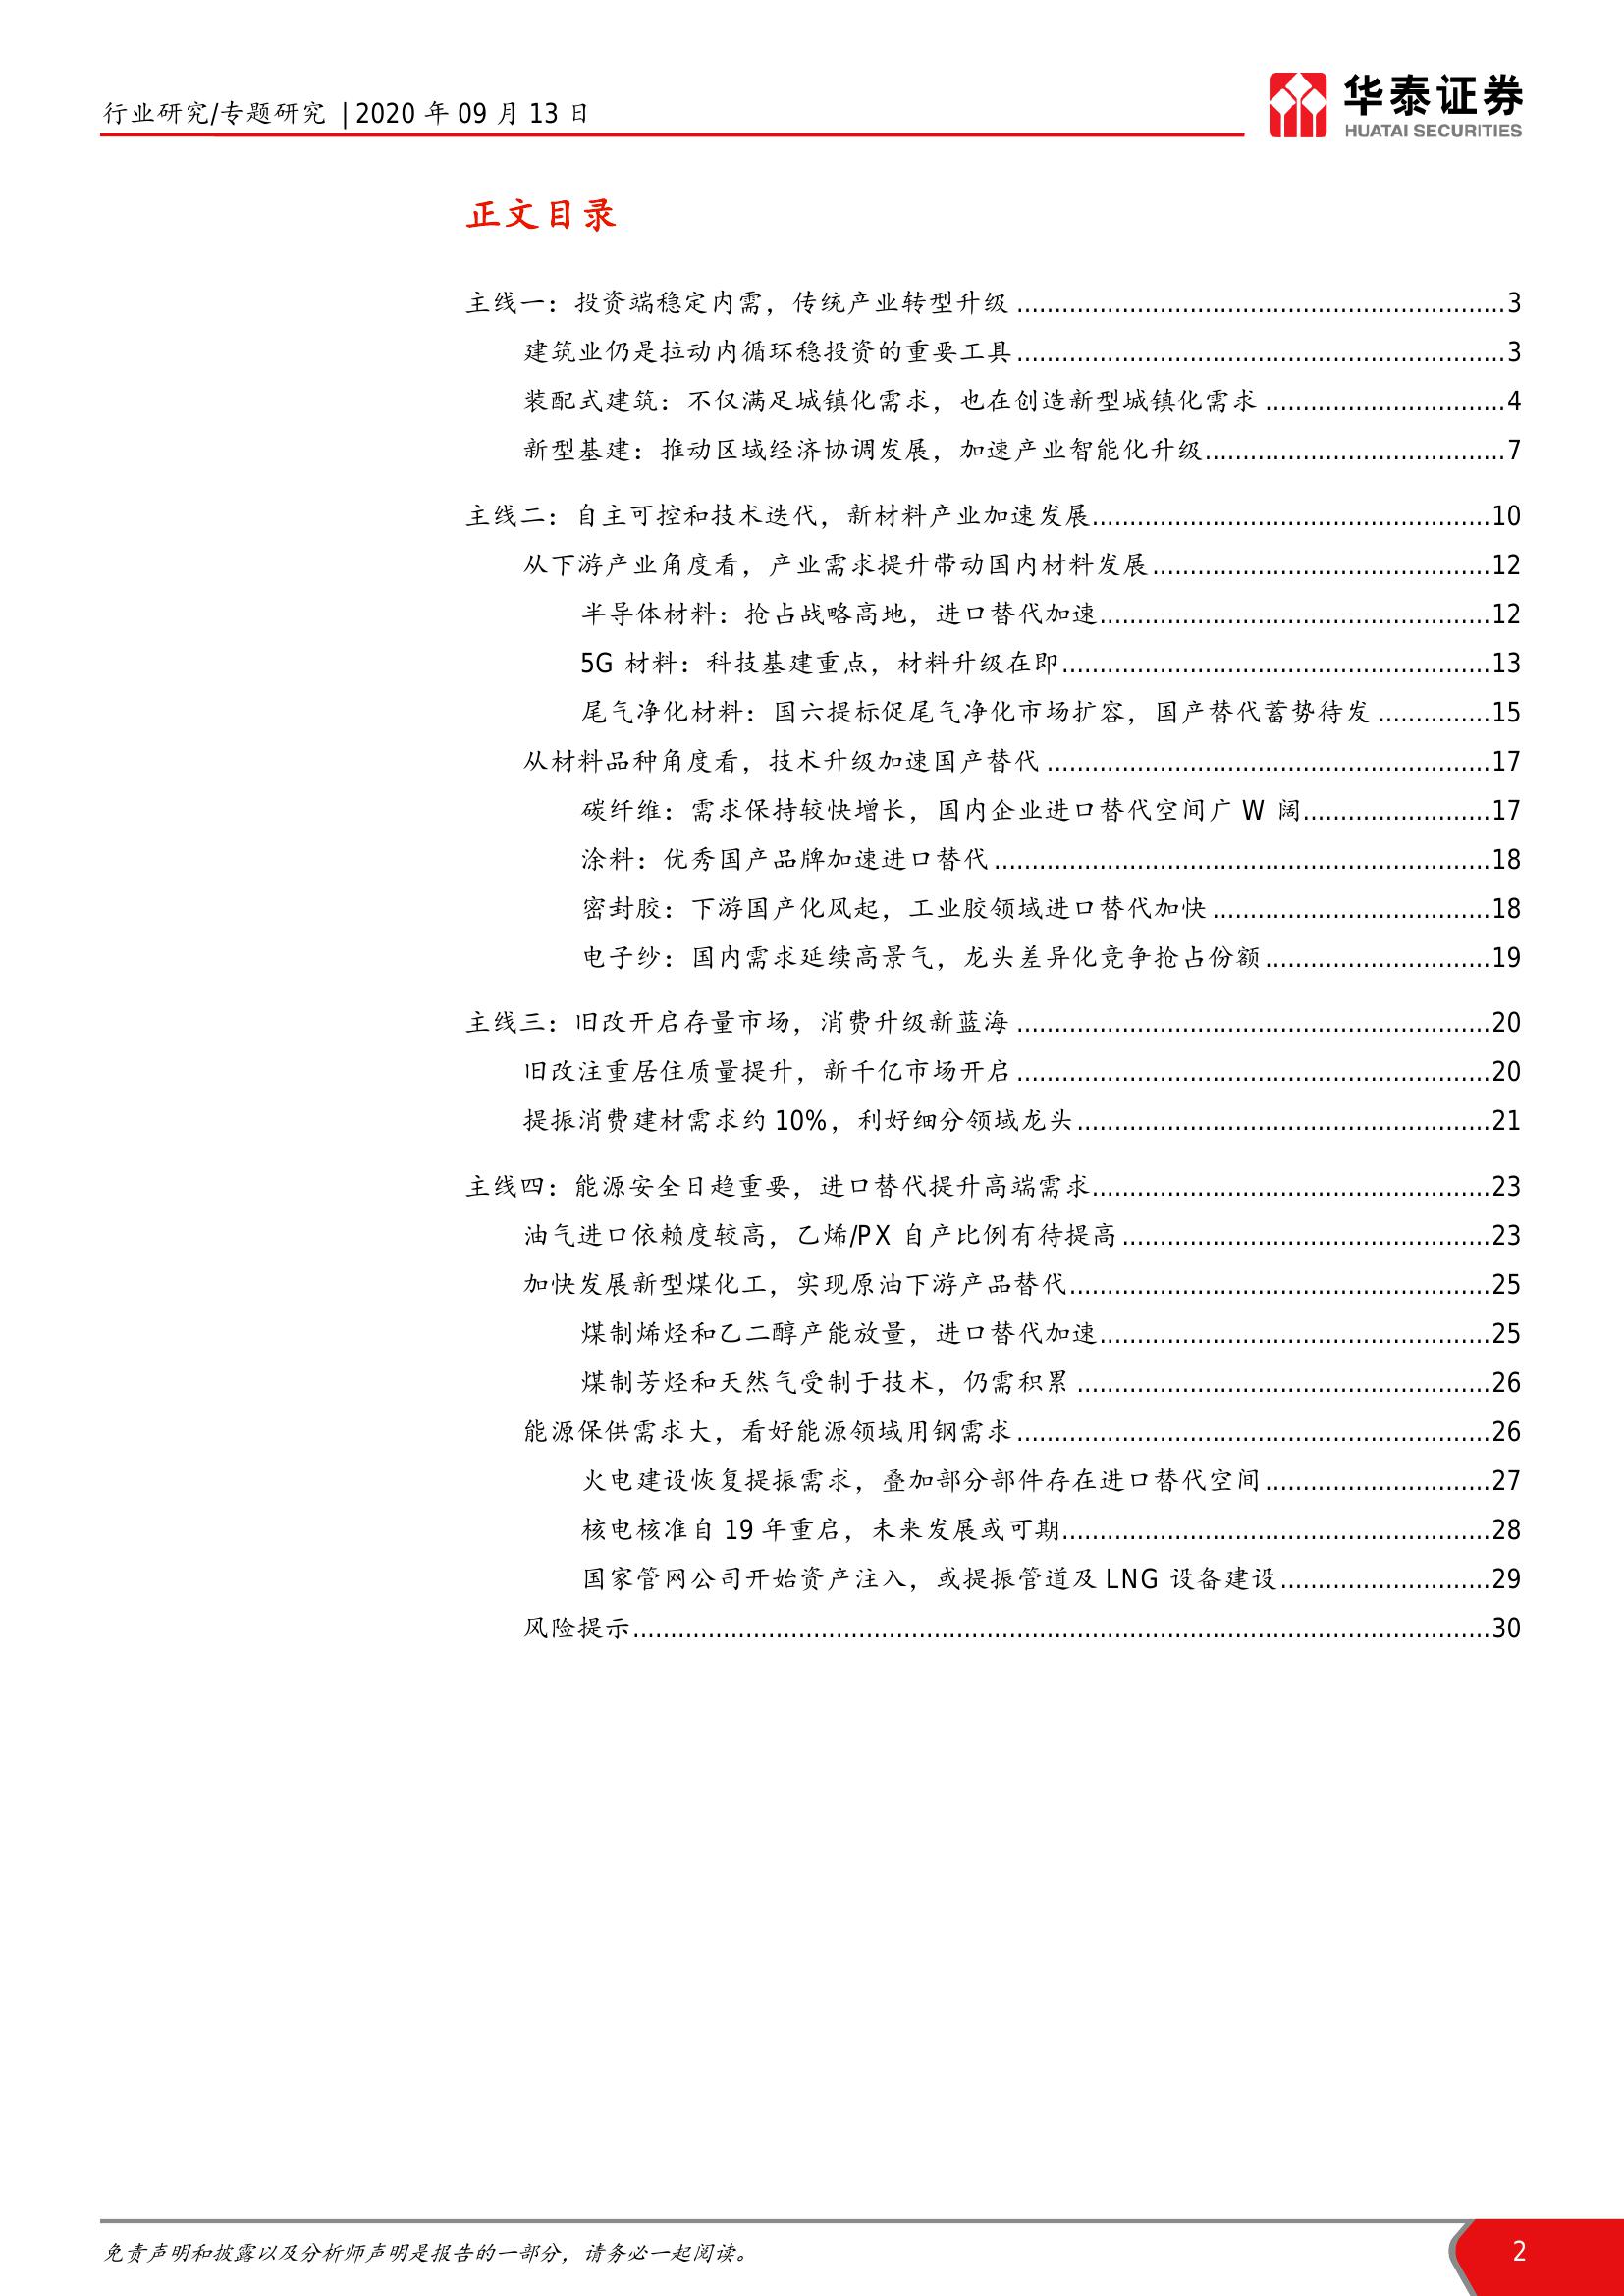 行业研究/专题研究 | 2020 年 09 月 13 日
华泰证券
HUATAI SECURITIES
正文目录
主线一：投资端稳定内需，传统产业转型升级 ........ 3
建筑业仍是拉动内循环稳投资的重要工具 ........ 3
装配式建筑：不仅满足城镇化需求，也在创造新型城镇化需求 ........ 4
新型基建：推动区域经济协调发展，加速产业智能化升级 ........ 7
主线二：自主可控和技术迭代，新材料产业加速发展 ........ 10
从下游产业角度看，产业需求提升带动国内材料发展 ........ 12
半导体材料：抢占战略高地，进口替代加速 ........ 12
5G 材料：科技基建重点，材料升级在即 ........ 13
尾气净化材料：国六提标促尾气净化市场扩容，国产替代蓄势待发 ........ 15
从材料品种角度看，技术升级加速国产替代 ........ 17
碳纤维：需求保持较快增长，国内企业进口替代空间广 W 阔 ........ 17
涂料：优秀国产品牌加速进口替代 ........ 18
密封胶：下游国产化风起，工业胶领域进口替代加快 ........ 18
电子纱：国内需求延续高景气，龙头差异化竞争抢占份额 ........ 19
主线三：旧改开启存量市场，消费升级新蓝海 ........ 20
旧改注重居住质量提升，新千亿市场开启 ........ 20
提振消费建材需求约 10%，利好细分领域龙头 ........ 21
主线四：能源安全日趋重要，进口替代提升高端需求 ........ 23
油气进口依赖度较高，乙烯/PX 自产比例有待提高 ........ 23
加快发展新型煤化工，实现原油下游产品替代 ........ 25
煤制烯烃和乙二醇产能放量，进口替代加速 ........ 25
煤制芳烃和天然气受制于技术，仍需积累 ........ 26
能源保供需求大，看好能源领域用钢需求 ........ 26
火电建设恢复提振需求，叠加部分部件存在进口替代空间 ........ 27
核电核准自 19 年重启，未来发展或可期 ........ 28
国家管网公司开始资产注入，或提振管道及 LNG 设备建设 ........ 29
风险提示 ........ 30
免责声明和披露以及分析师声明是报告的一部分，请务必一起阅读。
2